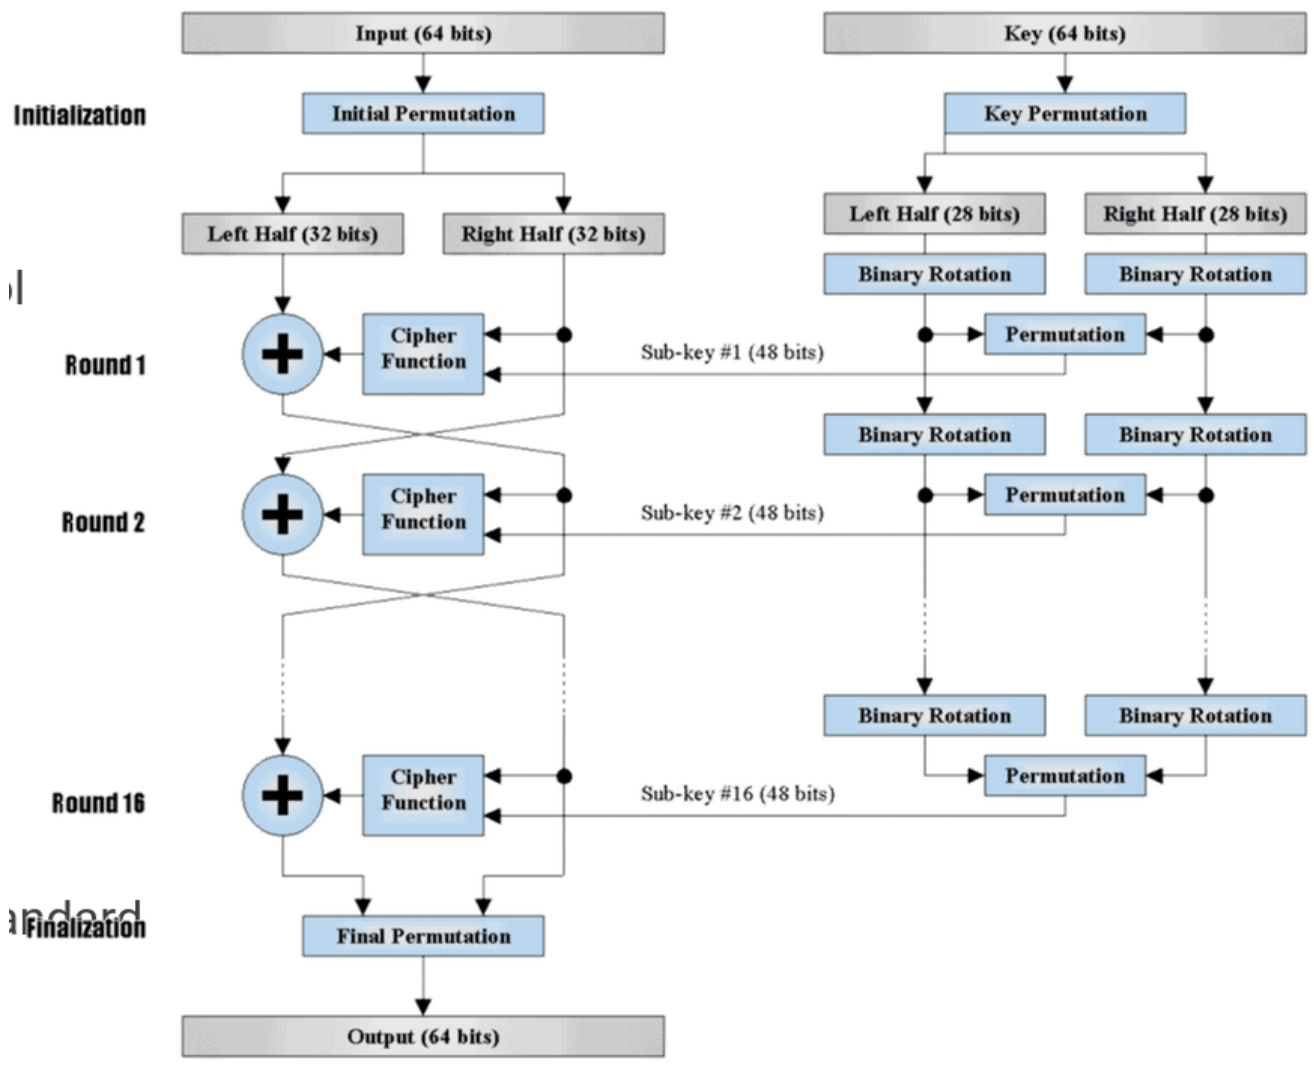 Input (64 bits)
Key (64 bits)
Initialization
Initial Permutation
Key Permutation
Left Half (32 bits)
Right Half (32 bits)
Left Half (28 bits)
Right Half (28 bits)
Binary Rotation
Binary Rotation
Round 1
Cipher
Function
Sub-key #1 (48 bits)
Permutation
Binary Rotation
Binary Rotation
Round 2
Cipher
Function
Sub-key #2 (48 bits)
Permutation
Binary Rotation
Binary Rotation
Round 16
Cipher
Function
Sub-key #16 (48 bits)
Permutation
andard
Finalization
Final Permutation
Output (64 bits)